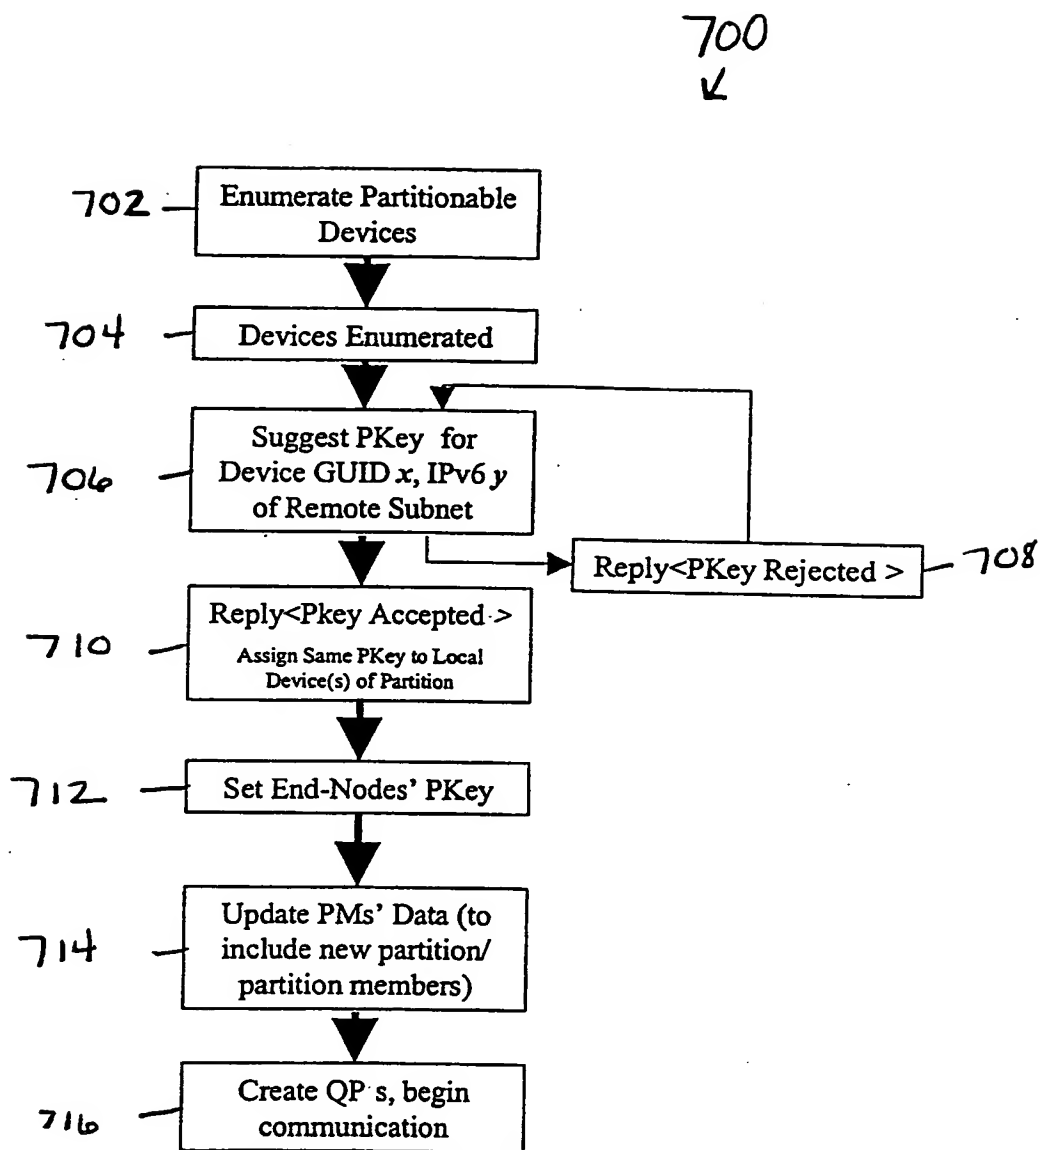 700
702
Enumerate Partitionable
Devices
704
Devices Enumerated
706
Suggest PKey for
Device GUID x, IPv6 y
of Remote Subnet
Reply<PKey Rejected >
708
710
Reply<Pkey Accepted >
Assign Same PKey to Local
Device(s) of Partition
712
Set End-Nodes' PKey
714
Update PMs' Data (to
include new partition/
partition members)
716
Create QP s, begin
communication